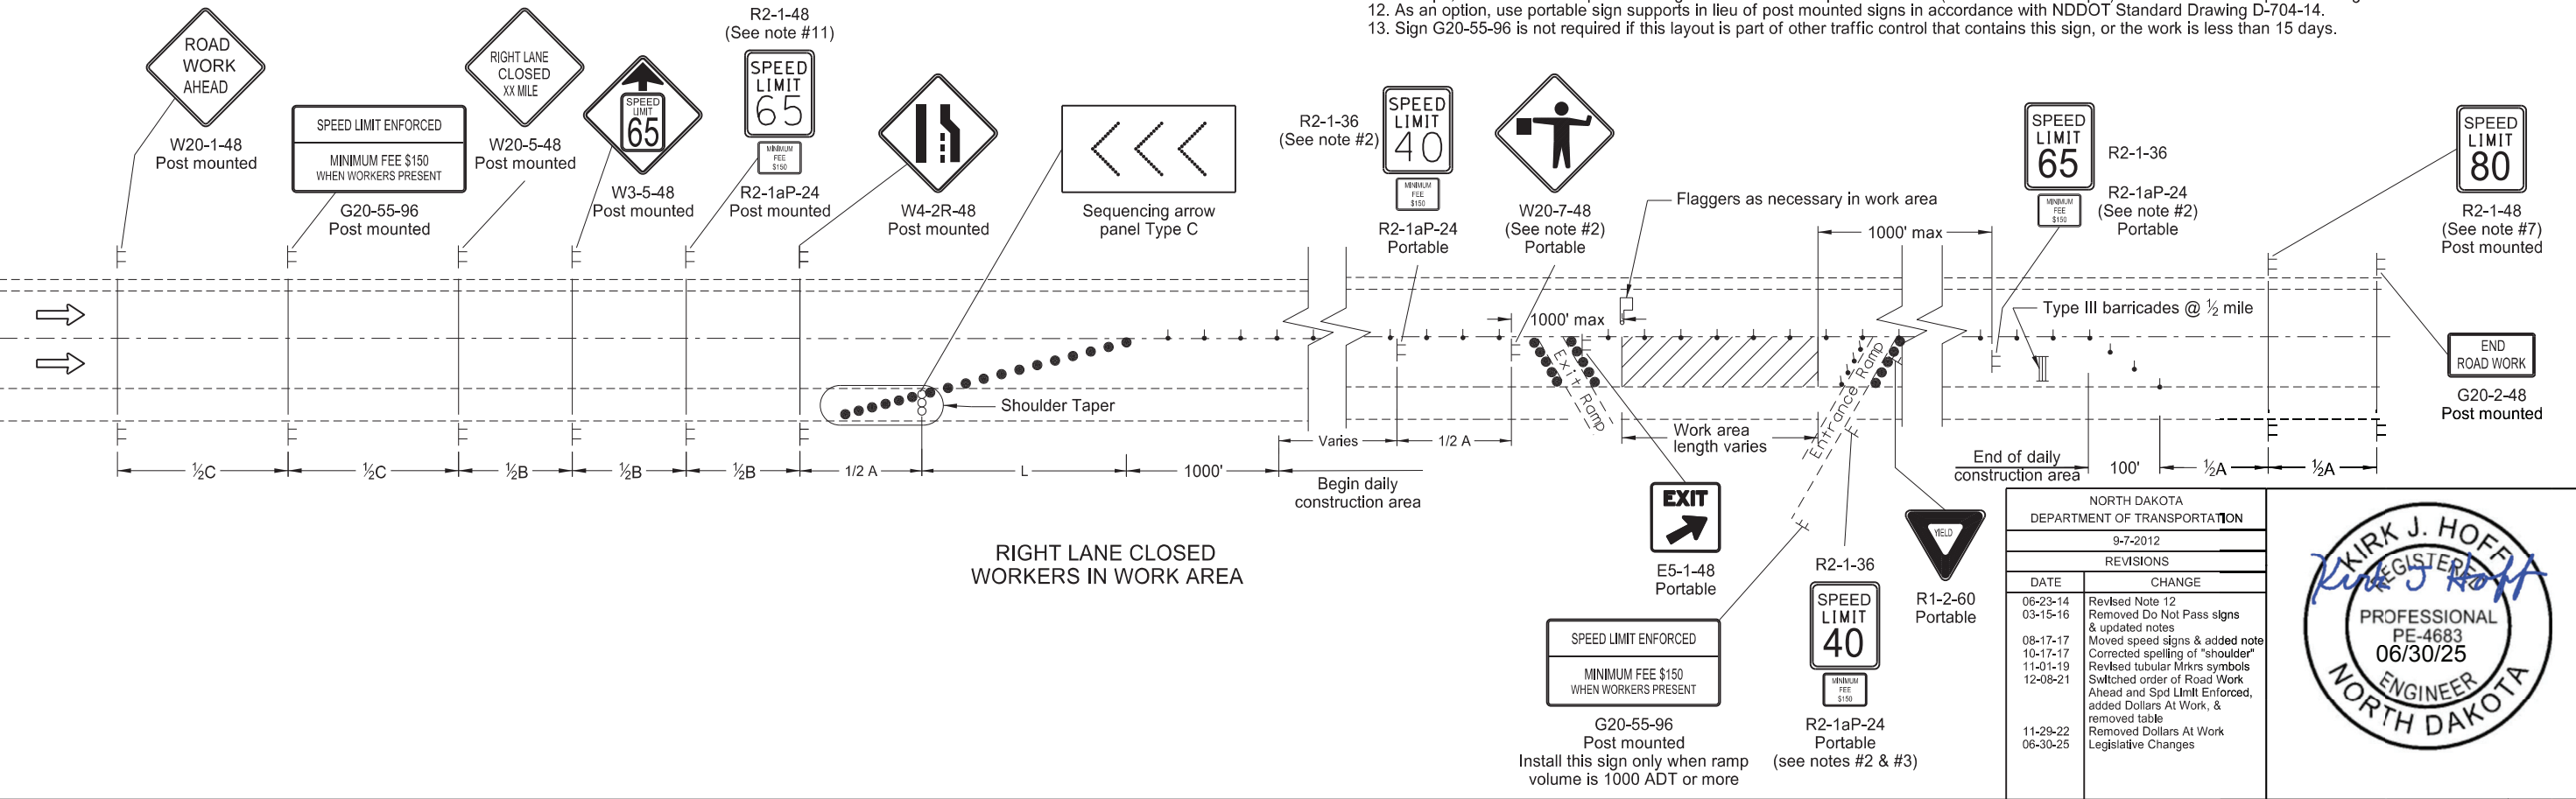 12. As an option, use portable sign supports in lieu of post mounted signs in accordance with NDDOT Standard Drawing D-704-14.
13. Sign G20-55-96 is not required if this layout is part of other traffic control that contains this sign, or the work is less than 15 days.
ROAD
WORK
AHEAD
W20-1-48
Post mounted
SPEED LIMIT ENFORCED
MINIMUM FEE $150
WHEN WORKERS PRESENT
G20-55-96
Post mounted
RIGHT LANE
CLOSED
XX MILE
W20-5-48
Post mounted
SPEED
LIMIT
65
W3-5-48
Post mounted
R2-1-48
(See note #11)
SPEED
LIMIT
65
MINIMUM
FEE
$150
R2-1aP-24
Post mounted
W4-2R-48
Post mounted
Sequencing arrow
panel Type C
R2-1-36
(See note #2)
SPEED
LIMIT
40
MINIMUM
FEE
$150
R2-1aP-24
Portable
W20-7-48
(See note #2)
Portable
Flaggers as necessary in work area
1000' max
SPEED
LIMIT
65
R2-1-36
MINIMUM
FEE
$150
R2-1aP-24
(See note #2)
Portable
SPEED
LIMIT
80
R2-1-48
(See note #7)
Post mounted
1000' max
Type III barricades @ ½ mile
END
ROAD WORK
G20-2-48
Post mounted
Exit Ramp
Entrance Ramp
Shoulder Taper
Work area
length varies
½C
½C
½B
½B
½B
1/2 A
L
1000'
Varies
1/2 A
Begin daily
construction area
End of daily
construction area
100'
½A
½A
RIGHT LANE CLOSED
WORKERS IN WORK AREA
EXIT
E5-1-48
Portable
SPEED LIMIT ENFORCED
MINIMUM FEE $150
WHEN WORKERS PRESENT
G20-55-96
Post mounted
Install this sign only when ramp
volume is 1000 ADT or more
R2-1-36
SPEED
LIMIT
40
MINIMUM
FEE
$150
R2-1aP-24
Portable
(see notes #2 & #3)
YIELD
R1-2-60
Portable
NORTH DAKOTA
DEPARTMENT OF TRANSPORTATION
9-7-2012
REVISIONS
DATE CHANGE
06-23-14 Revised Note 12
03-15-16 Removed Do Not Pass signs
& updated notes
08-17-17 Moved speed signs & added note
10-17-17 Corrected spelling of "shoulder"
11-01-19 Revised tubular Mrkrs symbols
12-08-21 Switched order of Road Work
Ahead and Spd Limit Enforced,
added Dollars At Work, &
removed table
11-29-22 Removed Dollars At Work
06-30-25 Legislative Changes
KIRK J. HOFF
REGISTERED
Kirk J Hoff
PROFESSIONAL
PE-4683
06/30/25
ENGINEER
NORTH DAKOTA